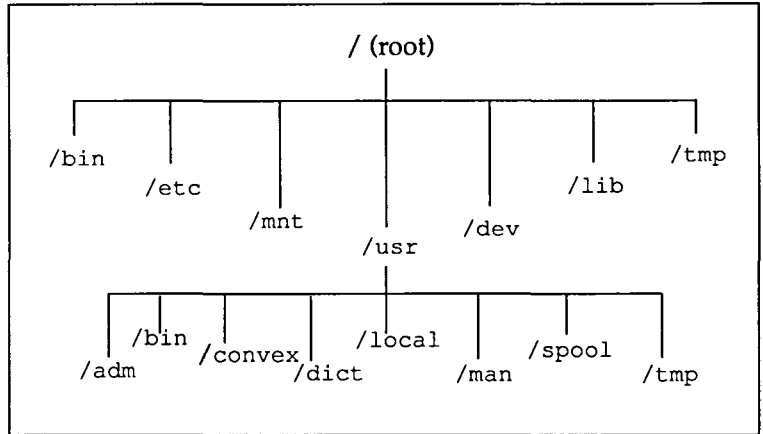 / (root)
/bin
/etc
/mnt
/usr
/dev
/lib
/tmp
/adm
/bin
/convex
/dict
/local
/man
/spool
/tmp